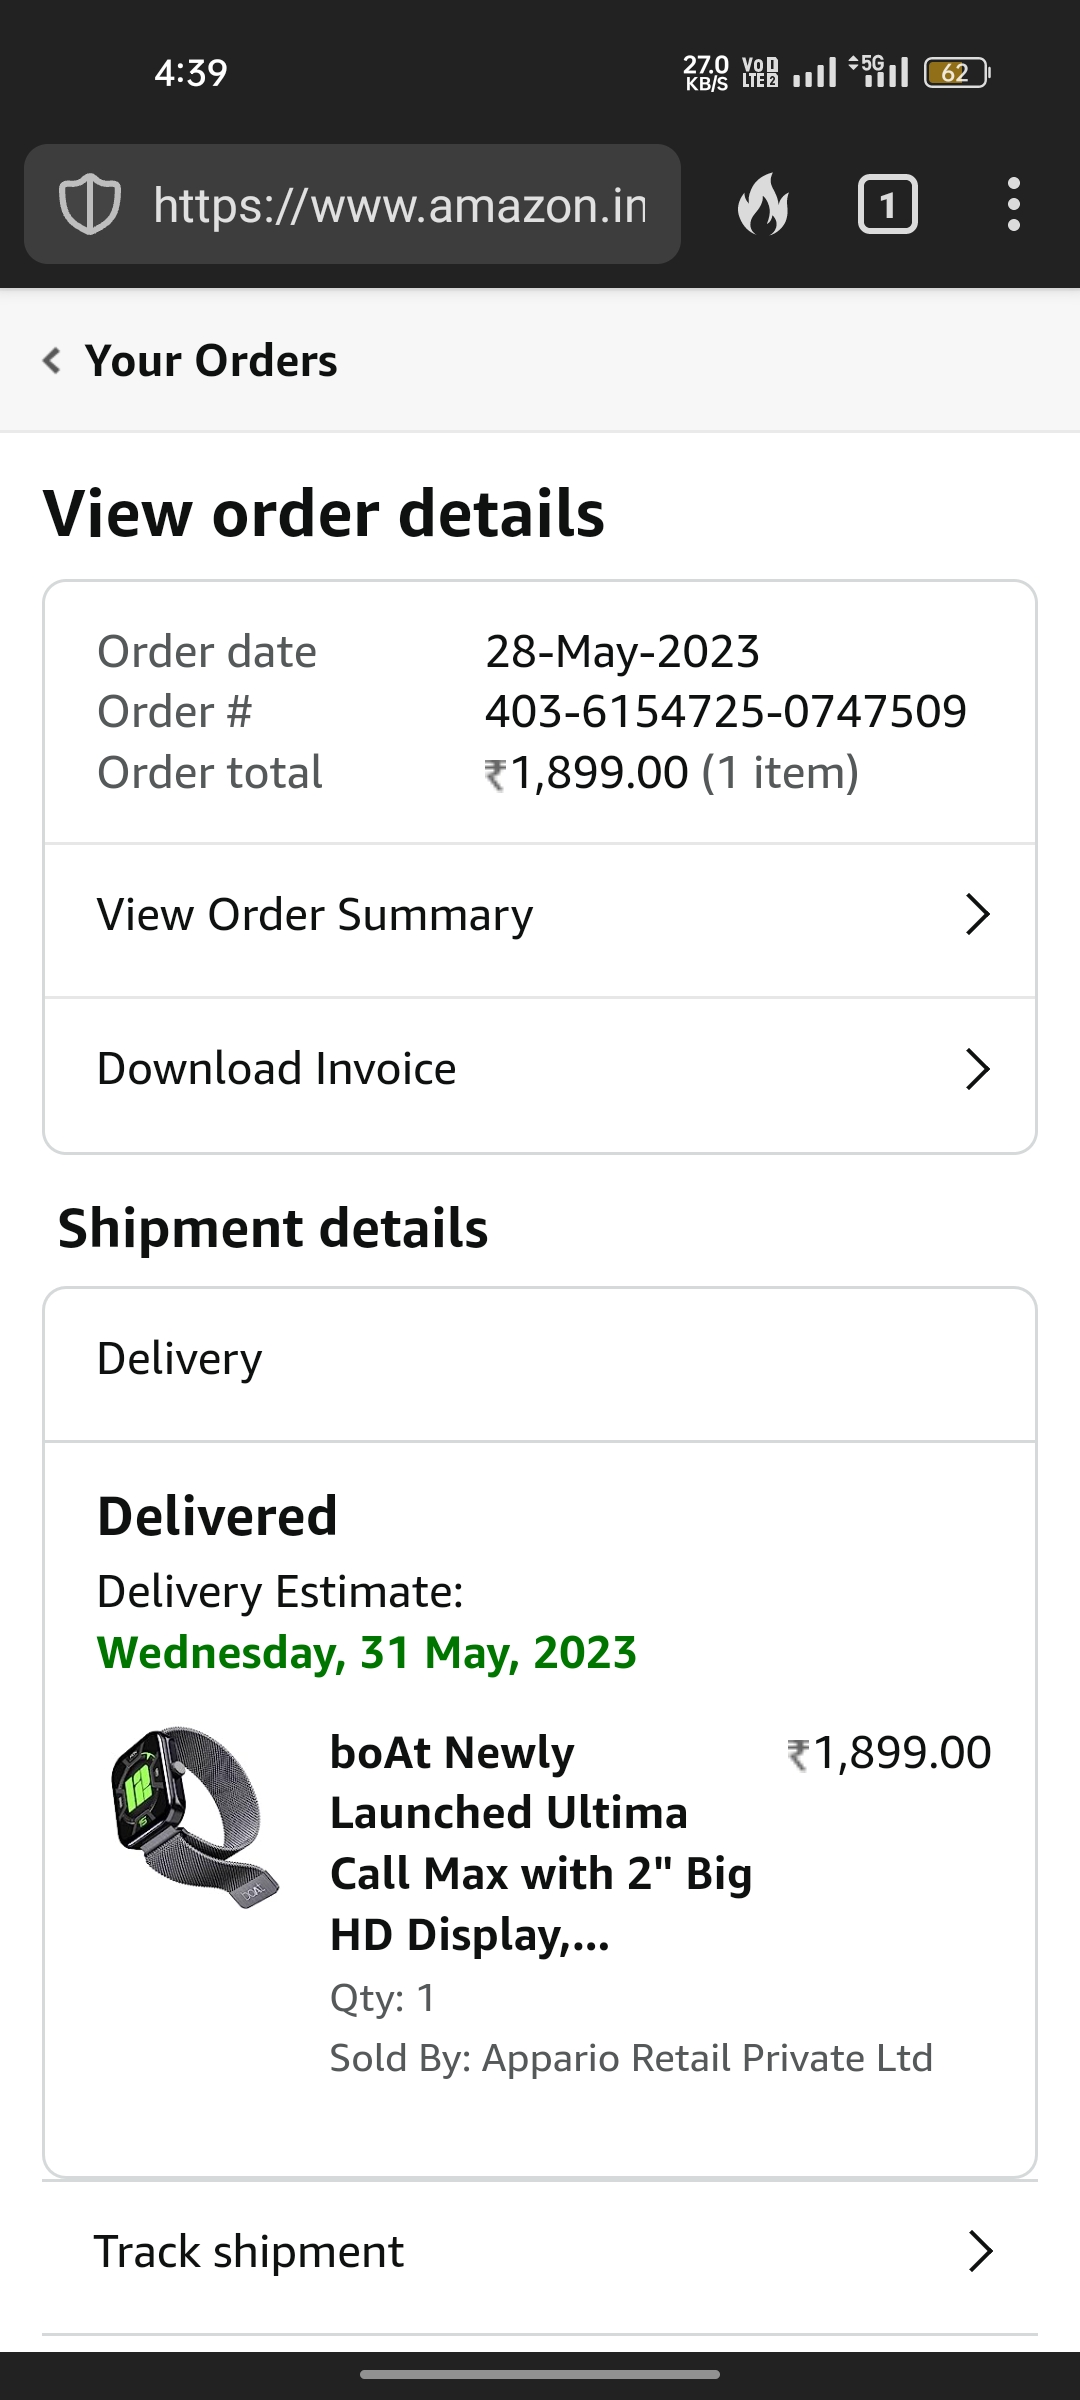 4:39
27.0 KB/S
Vo 1 LTE 2
5G
62
https://www.amazon.in
1
Your Orders
View order details
Order date 28-May-2023
Order # 403-6154725-0747509
Order total ₹1,899.00 (1 item)
View Order Summary
Download Invoice
Shipment details
Delivery
Delivered
Delivery Estimate:
Wednesday, 31 May, 2023
boAt Newly ₹1,899.00
Launched Ultima
Call Max with 2" Big
HD Display,...
Qty: 1
Sold By: Appario Retail Private Ltd
Track shipment